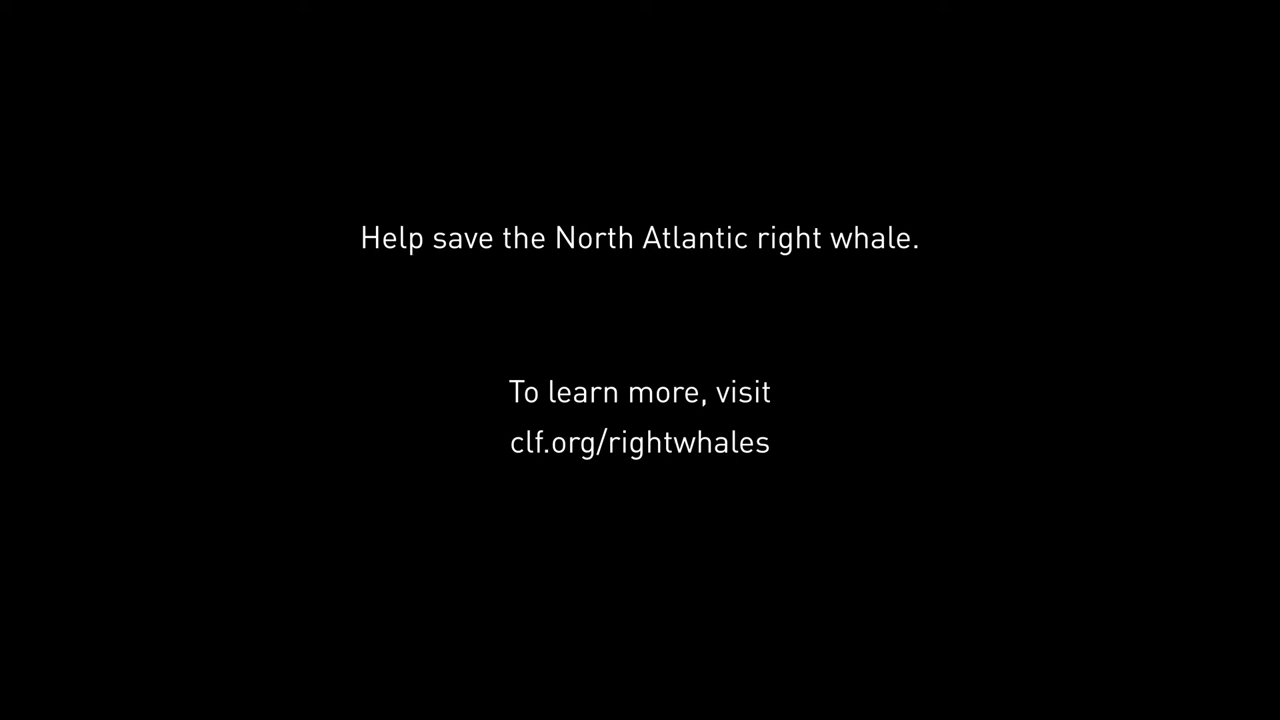 Help save the North Atlantic right whale.
To learn more, visit
clf.org/rightwhales